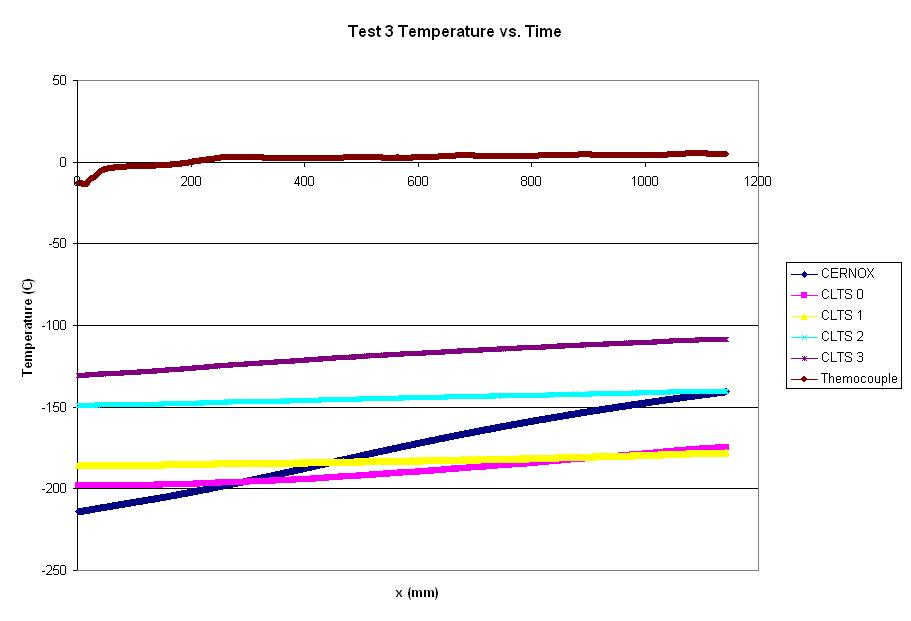 Test 3 Temperature vs. Time
50
0
-50
-100
-150
-200
-250
0
200
400
600
800
1000
1200
Temperature (C)
x (mm)
CERNOX
CLTS 0
CLTS 1
CLTS 2
CLTS 3
Themocouple